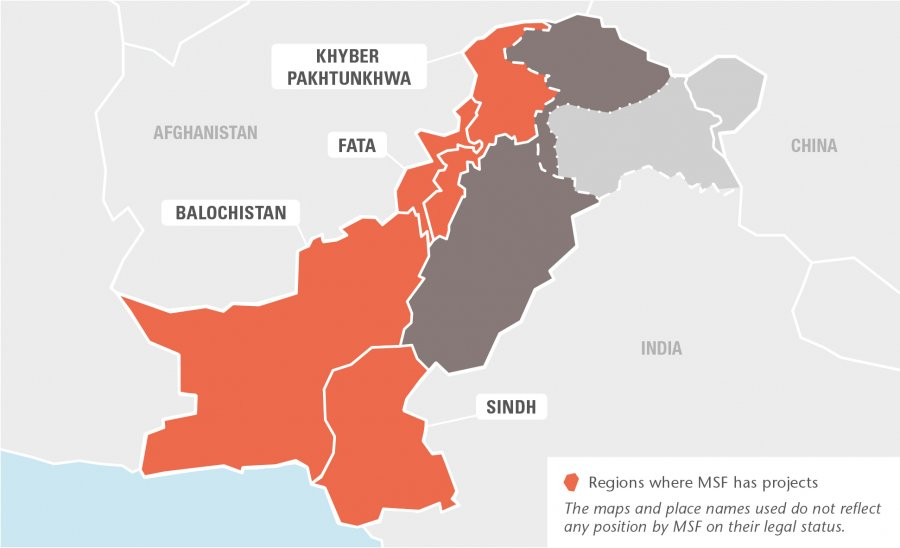 KHYBER
PAKHTUNKHWA
AFGHANISTAN
FATA
CHINA
BALOCHISTAN
INDIA
SINDH
Regions where MSF has projects
The maps and place names used do not reflect
any position by MSF on their legal status.